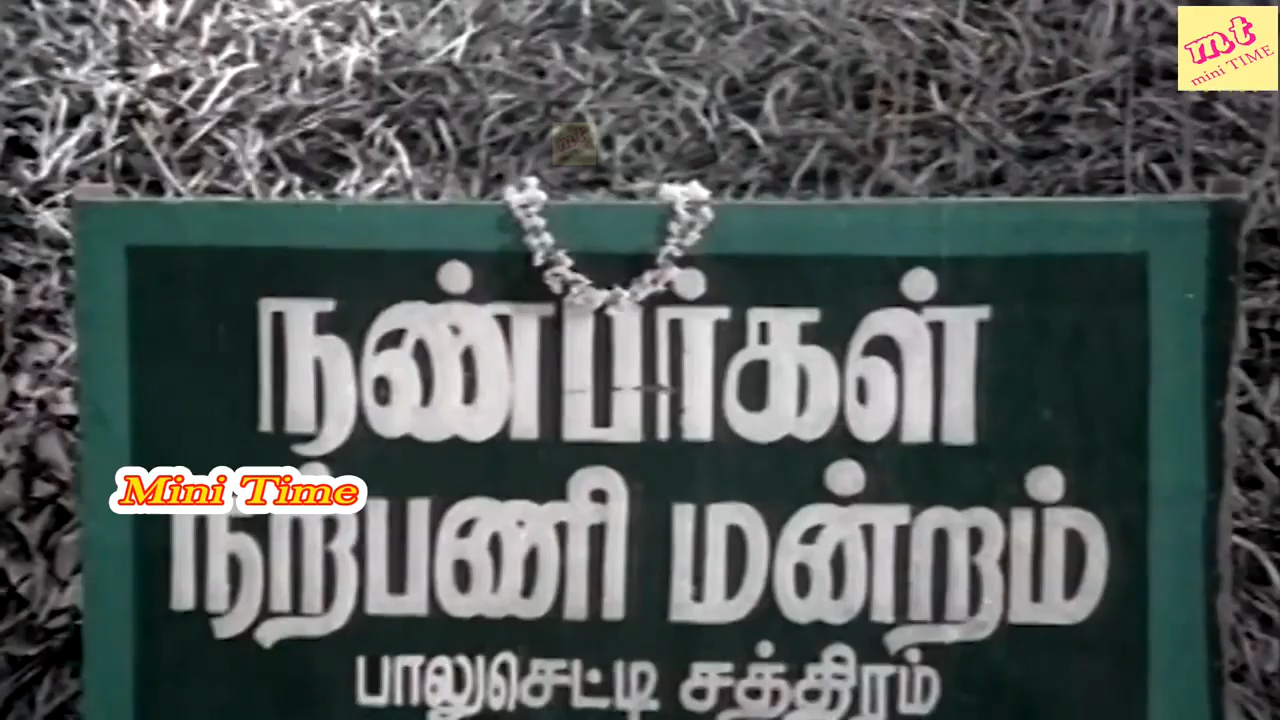 mt
mini TIME
நண்பர்கள்
Mini Time
நற்பணி மன்றம்
பாலுசெட்டி சத்திரம்